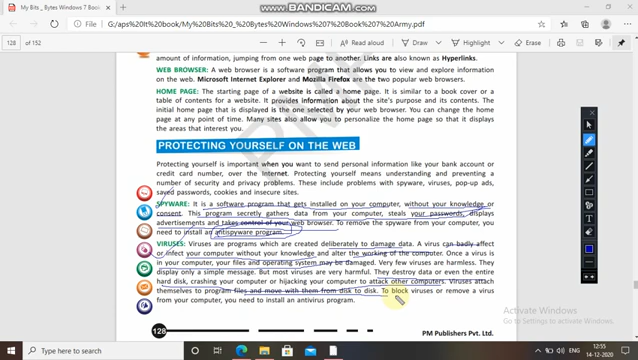 www.BANDICAM.com
My Bits _ Bytes Windows 7 Book
File | G:/aps%20It%20book/My%20Bits%20_%20Bytes%20Windows%207%20Book%207%20Army.pdf
128 of 152
Read aloud
Draw
Highlight
Erase
amount of information, jumping from one web page to another. Links are also known as Hyperlinks.
WEB BROWSER: A web browser is a software program that allows you to view and explore information
on the web. Microsoft Internet Explorer and Mozilla Firefox are the two popular web browsers.
HOME PAGE: The starting page of a website is called a home page. It is similar to a book cover or a
table of contents for a website. It provides information about the site's purpose and its contents. The
initial home page that is displayed is the one selected by your web browser. You can change the home
page at any point of time. Many sites also allow you to personalize the home page so that it displays
the areas that interest you.
PROTECTING YOURSELF ON THE WEB
Protecting yourself is important when you want to send personal information like your bank account or
credit card number, over the Internet. Protecting yourself means understanding and preventing a
number of security and privacy problems. These include problems with spyware, viruses, pop-up ads,
saved passwords, cookies and insecure sites.
SPYWARE: It is a software program that gets installed on your computer, without your knowledge or
consent. This program secretly gathers data from your computer, steals your passwords, displays
advertisements and takes control of your web browser. To remove the spyware from your computer, you
need to install an antispyware program.
VIRUSES: Viruses are programs which are created deliberately to damage data. A virus can badly affect
or infect your computer without your knowledge and alter the working of the computer. Once a virus is
in your computer, your files and operating system may be damaged. Very few viruses are harmless. They
display only a simple message. But most viruses are very harmful. They destroy data or even the entire
hard disk, crashing your computer or hijacking your computer to attack other computers. Viruses attach
themselves to program files and move with them from disk to disk. To block viruses or remove a virus
from your computer, you need to install an antivirus program.
Activate Windows
Go to Settings to activate Windows.
128
PM Publishers Pvt. Ltd.
Type here to search
12:55
14-12-2020